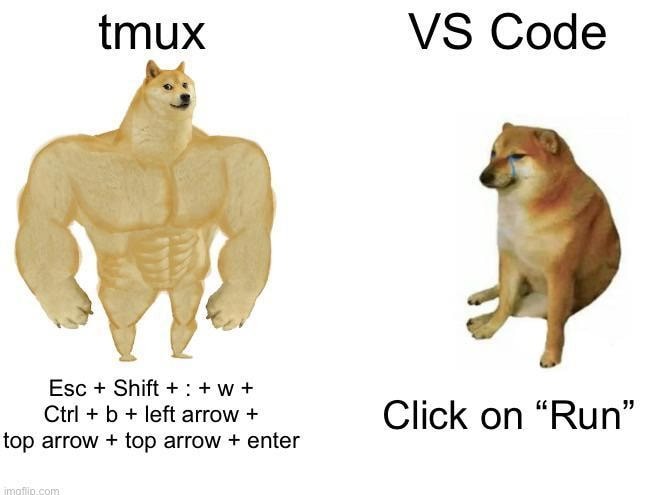 tmux
VS Code
Esc + Shift + : + w +
Ctrl + b + left arrow +
top arrow + top arrow + enter
Click on “Run”
imgflip.com